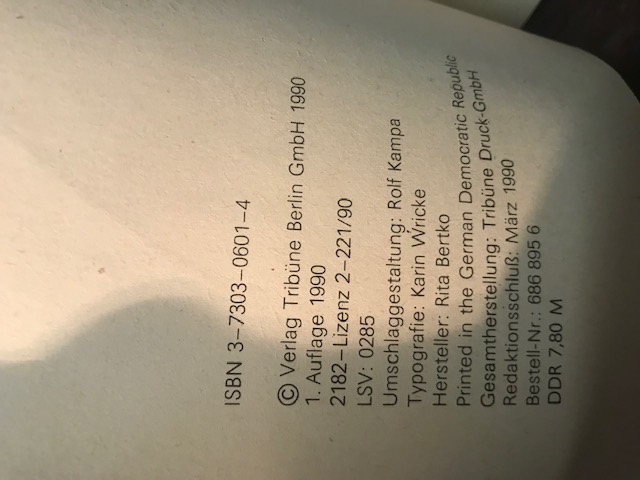 ISBN 3–7303–0601–4
© Verlag Tribüne Berlin GmbH 1990
1. Auflage 1990
2182–Lizenz 2–221/90
LSV: 0285
Umschlaggestaltung: Rolf Kampa
Typografie: Karin Wricke
Hersteller: Rita Bertko
Printed in the German Democratic Republic
Gesamtherstellung: Tribüne Druck-GmbH
Redaktionsschluß: März 1990
Bestell-Nr.: 686 895 6
DDR 7,80 M